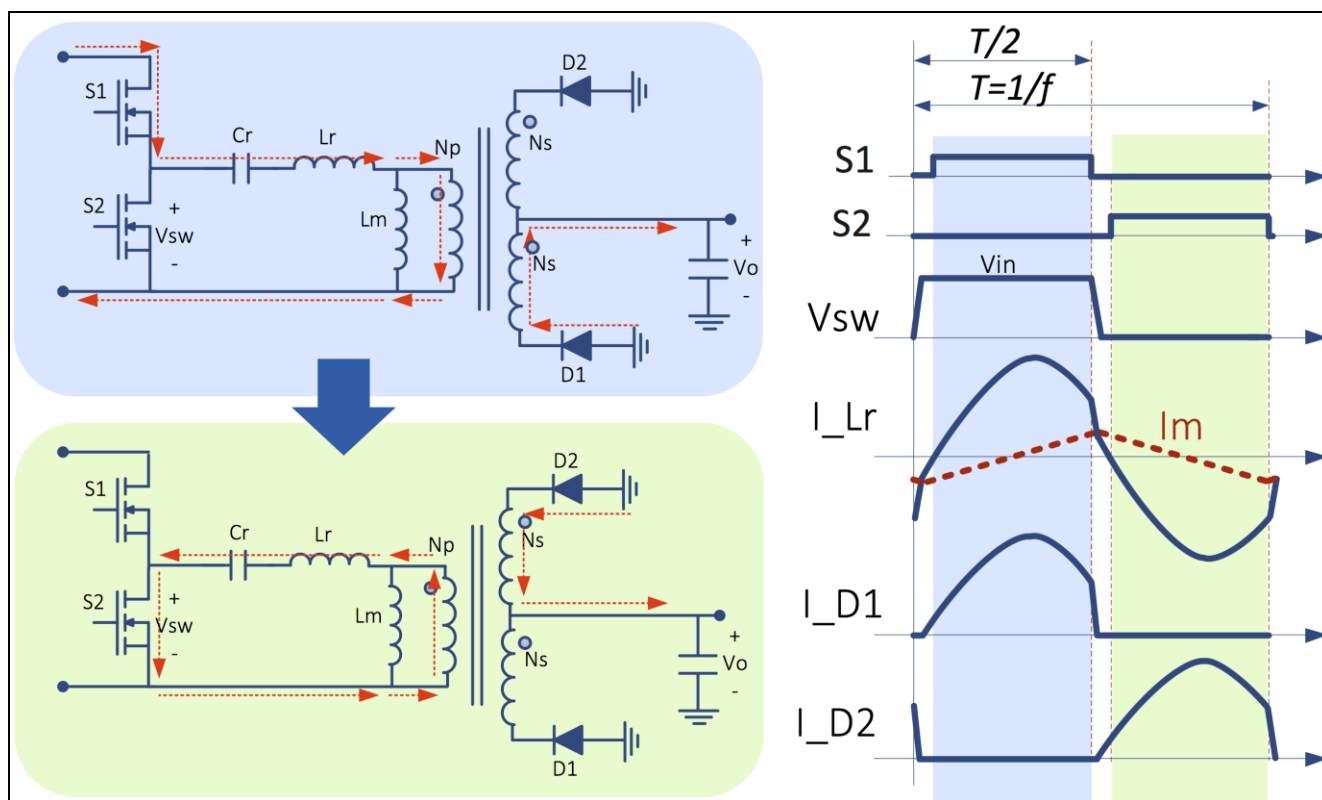 D2
S1
Cr
Lr
Np
Ns
S2
+
Vsw
-
Lm
Ns
+
Vo
-
D1
D2
S1
Cr
Lr
Np
Ns
S2
+
Vsw
-
Lm
Ns
+
Vo
-
D1
T/2
T=1/f
S1
S2
Vin
Vsw
I_Lr
Im
I_D1
I_D2